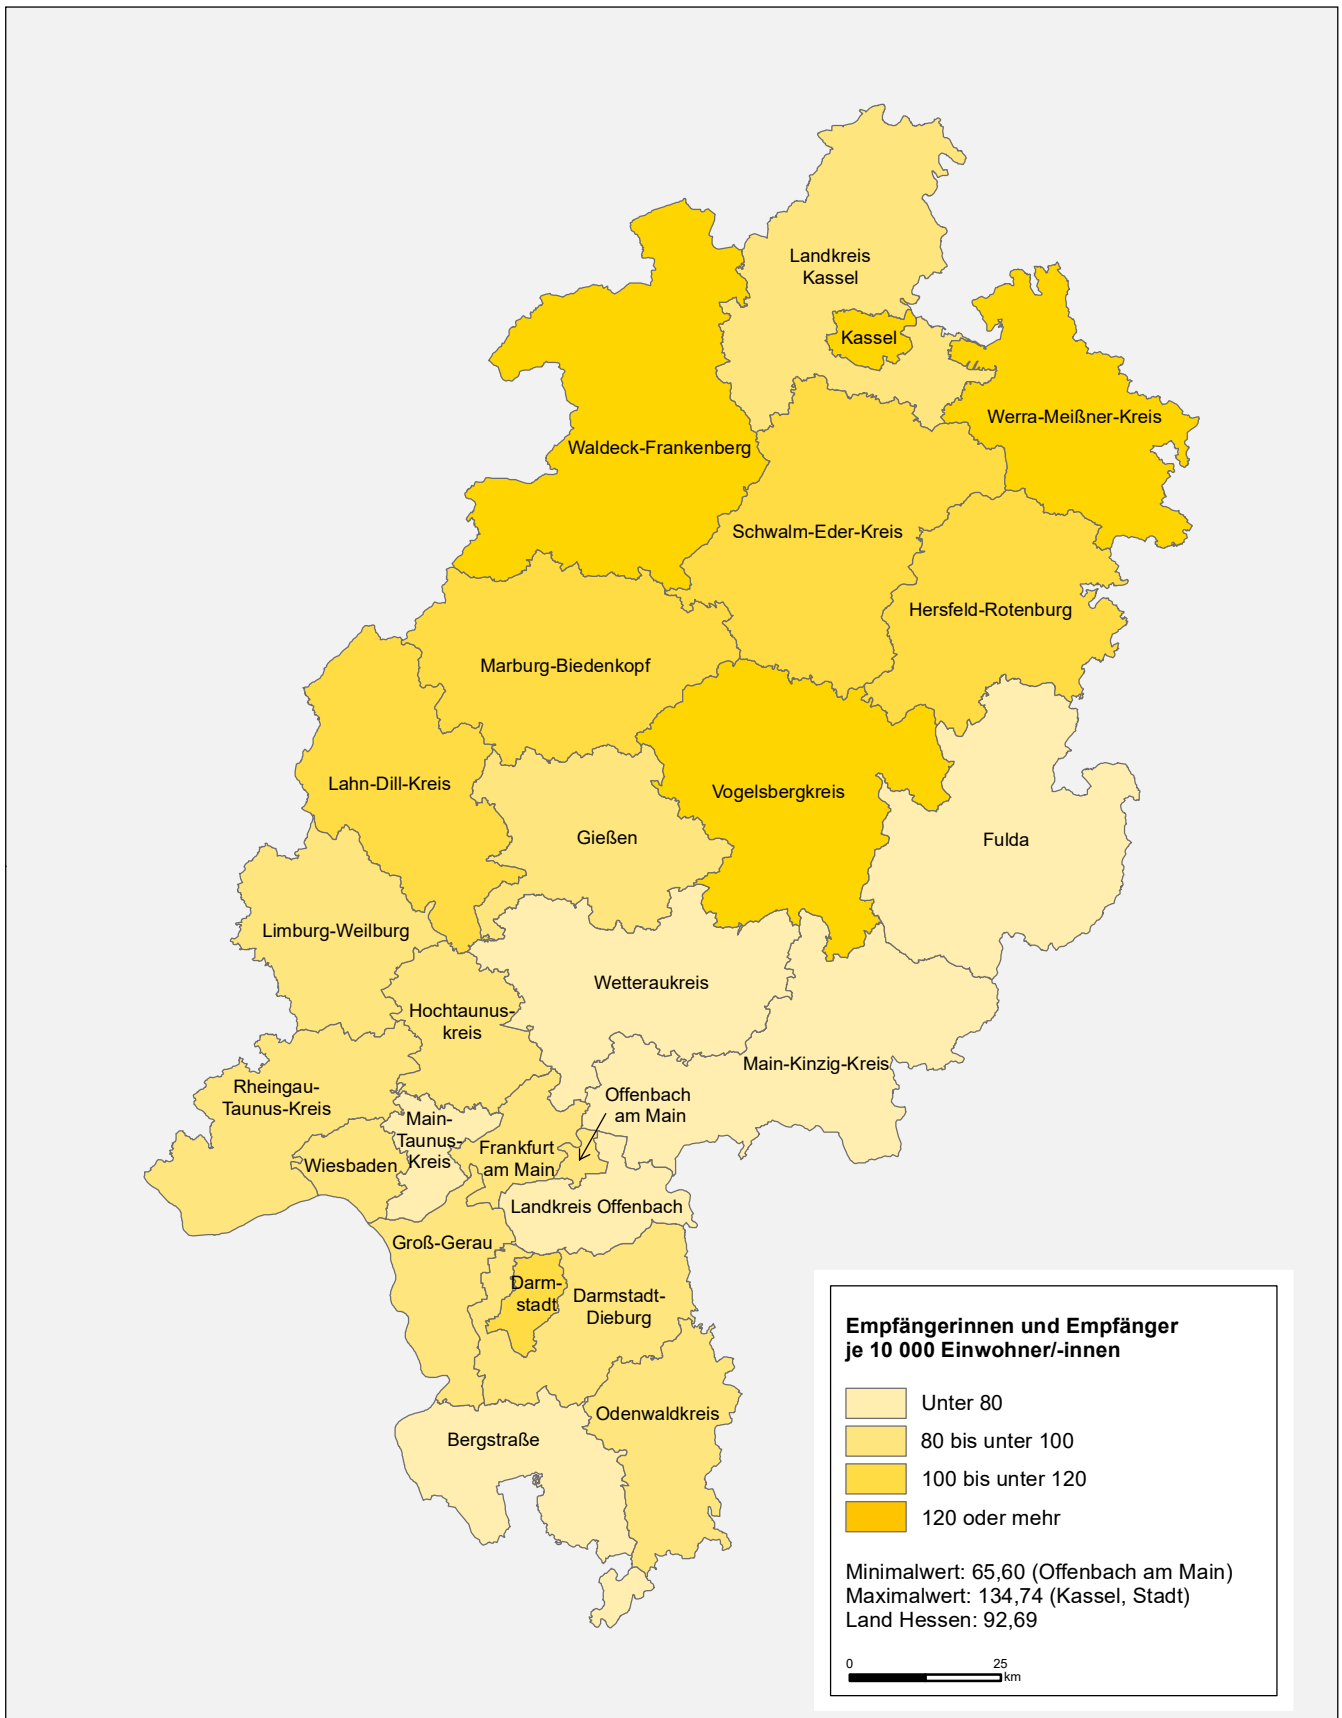 Landkreis
Kassel
Kassel
Werra-Meißner-Kreis
Waldeck-Frankenberg
Schwalm-Eder-Kreis
Hersfeld-Rotenburg
Marburg-Biedenkopf
Lahn-Dill-Kreis
Vogelsbergkreis
Gießen
Fulda
Limburg-Weilburg
Wetteraukreis
Hochtaunus-
kreis
Main-Kinzig-Kreis
Rheingau-
Taunus-Kreis
Offenbach
am Main
Main-
Taunus-
Kreis
Frankfurt
am Main
Wiesbaden
Landkreis Offenbach
Groß-Gerau
Darm-
stadt
Darmstadt-
Dieburg
Odenwaldkreis
Bergstraße
Empfängerinnen und Empfänger
je 10 000 Einwohner/-innen
Unter 80
80 bis unter 100
100 bis unter 120
120 oder mehr
Minimalwert: 65,60 (Offenbach am Main)
Maximalwert: 134,74 (Kassel, Stadt)
Land Hessen: 92,69
0 25
km